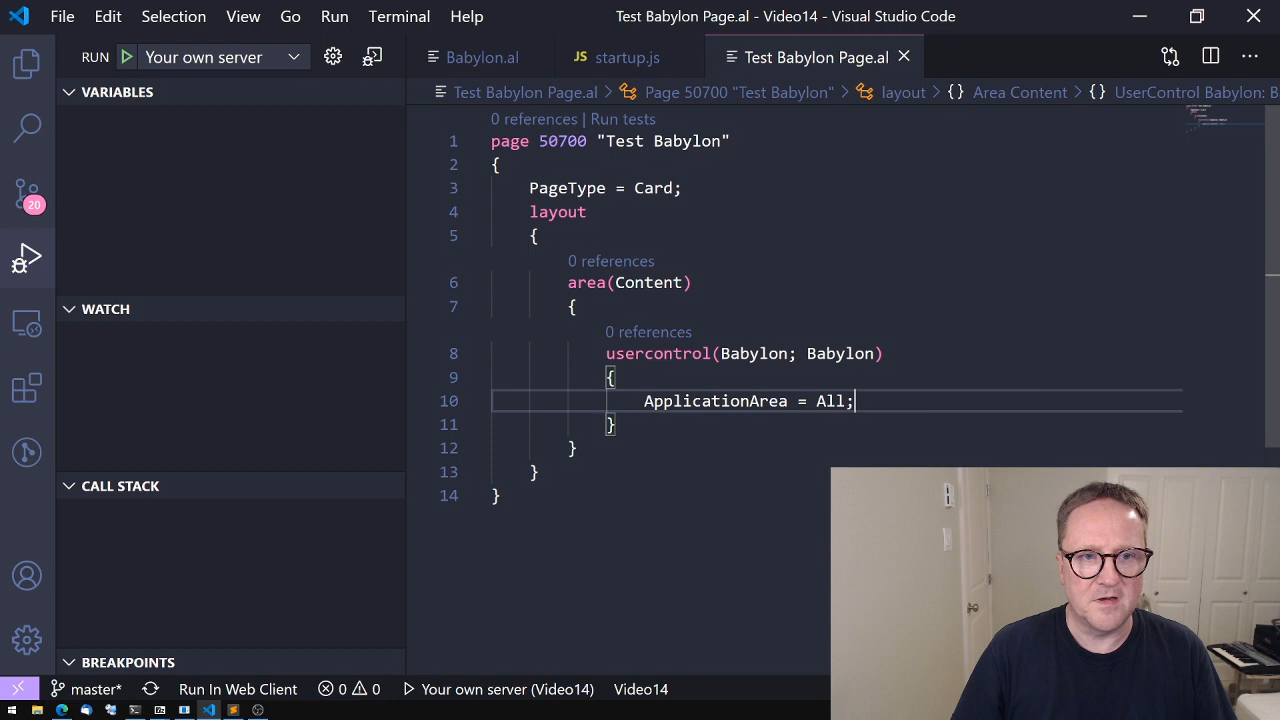 File Edit Selection View Go Run Terminal Help Test Babylon Page.al - Video14 - Visual Studio Code
RUN Your own server Babylon.al JS startup.js Test Babylon Page.al
VARIABLES
Test Babylon Page.al > Page 50700 "Test Babylon" > layout > {} Area Content > {} UserControl Babylon: B
0 references | Run tests
1 page 50700 "Test Babylon"
2 {
3 PageType = Card;
4 layout
5 {
0 references
6 area(Content)
7 {
0 references
8 usercontrol(Babylon; Babylon)
9 {
10 ApplicationArea = All;
11 }
12 }
13 }
14 }
20
WATCH
CALL STACK
BREAKPOINTS
master* Run In Web Client 0 0 Your own server (Video14) Video14